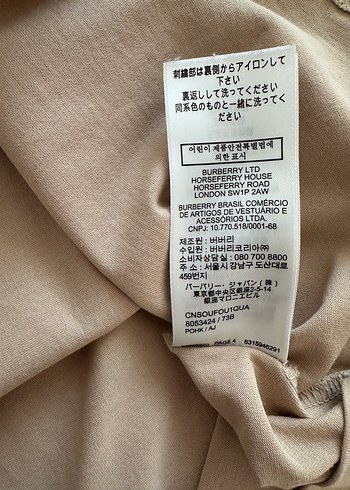 刺繍部は裏側からアイロンして
下さい
裏返しして洗ってください
同系色のものと一緒に洗ってく
ださい
어린이 제품안전특별법에
의한 표시
BURBERRY LTD
HORSEFERRY HOUSE
HORSEFERRY ROAD
LONDON SW1P 2AW
BURBERRY BRASIL COMÉRCIO
DE ARTIGOS DE VESTUÁRIO E
ACESSÓRIOS LTDA.
CNPJ: 10.770.518/0001-68
제조원 : 버버리
수입원 : 버버리코리아㈜
소비자상담실 : 080 700 8800
주소 : 서울시 강남구 도산대로
459번지
バーバリー・ジャパン(株)
東京都中央区銀座2-5-14
銀座マロニエビル
CNSOUFOU1QUA
8053424 / 73B
POHK / AJ
PAGE 4 8315946291